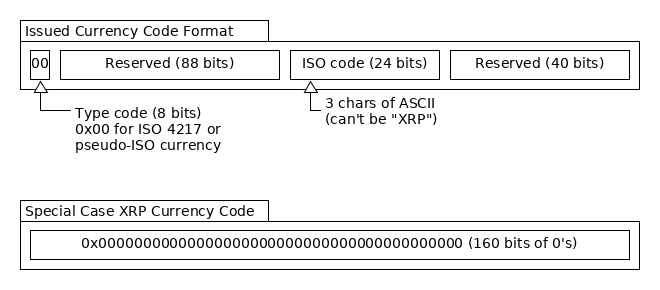 Issued Currency Code Format
00
Reserved (88 bits)
ISO code (24 bits)
Reserved (40 bits)
Type code (8 bits)
0x00 for ISO 4217 or
pseudo-ISO currency
3 chars of ASCII
(can't be "XRP")
Special Case XRP Currency Code
0x0000000000000000000000000000000000000000 (160 bits of 0's)